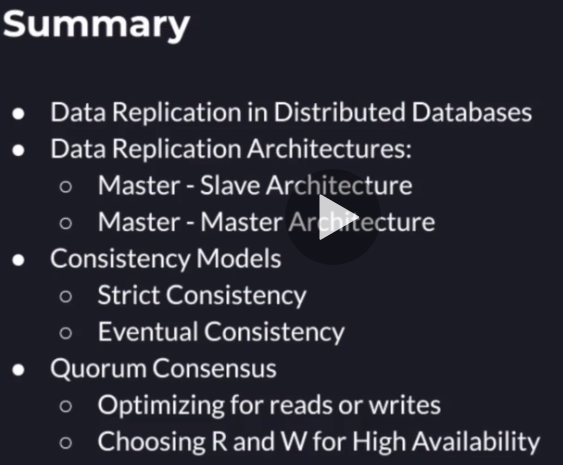 Summary
● Data Replication in Distributed Databases
● Data Replication Architectures:
○ Master - Slave Architecture
○ Master - Master Architecture
● Consistency Models
○ Strict Consistency
○ Eventual Consistency
● Quorum Consensus
○ Optimizing for reads or writes
○ Choosing R and W for High Availability